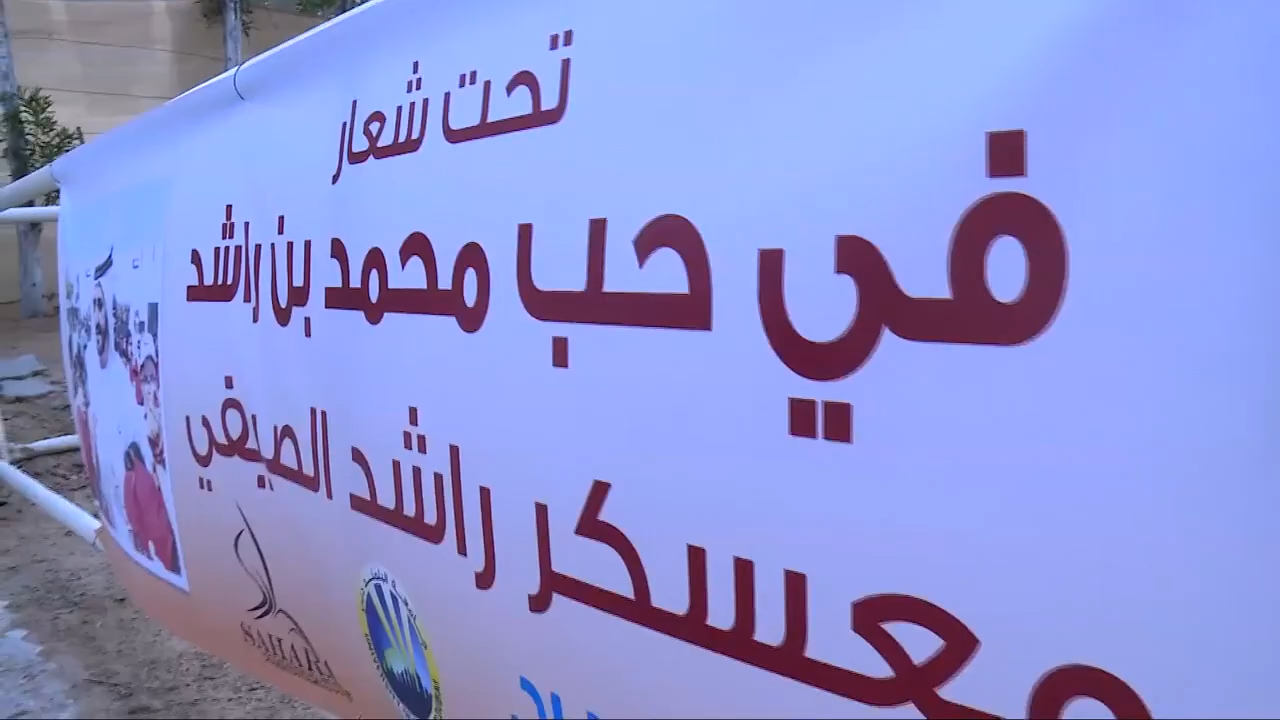 تحت شعار
في حب محمد بن راشد
معسكر راشد الصيفي
SAHARA